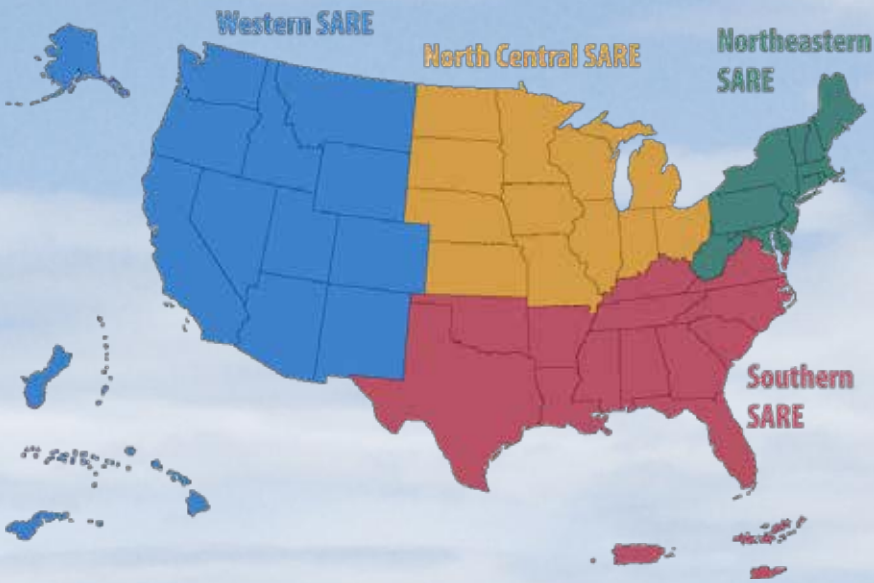 Western SARE
North Central SARE
Northeastern
SARE
Southern
SARE